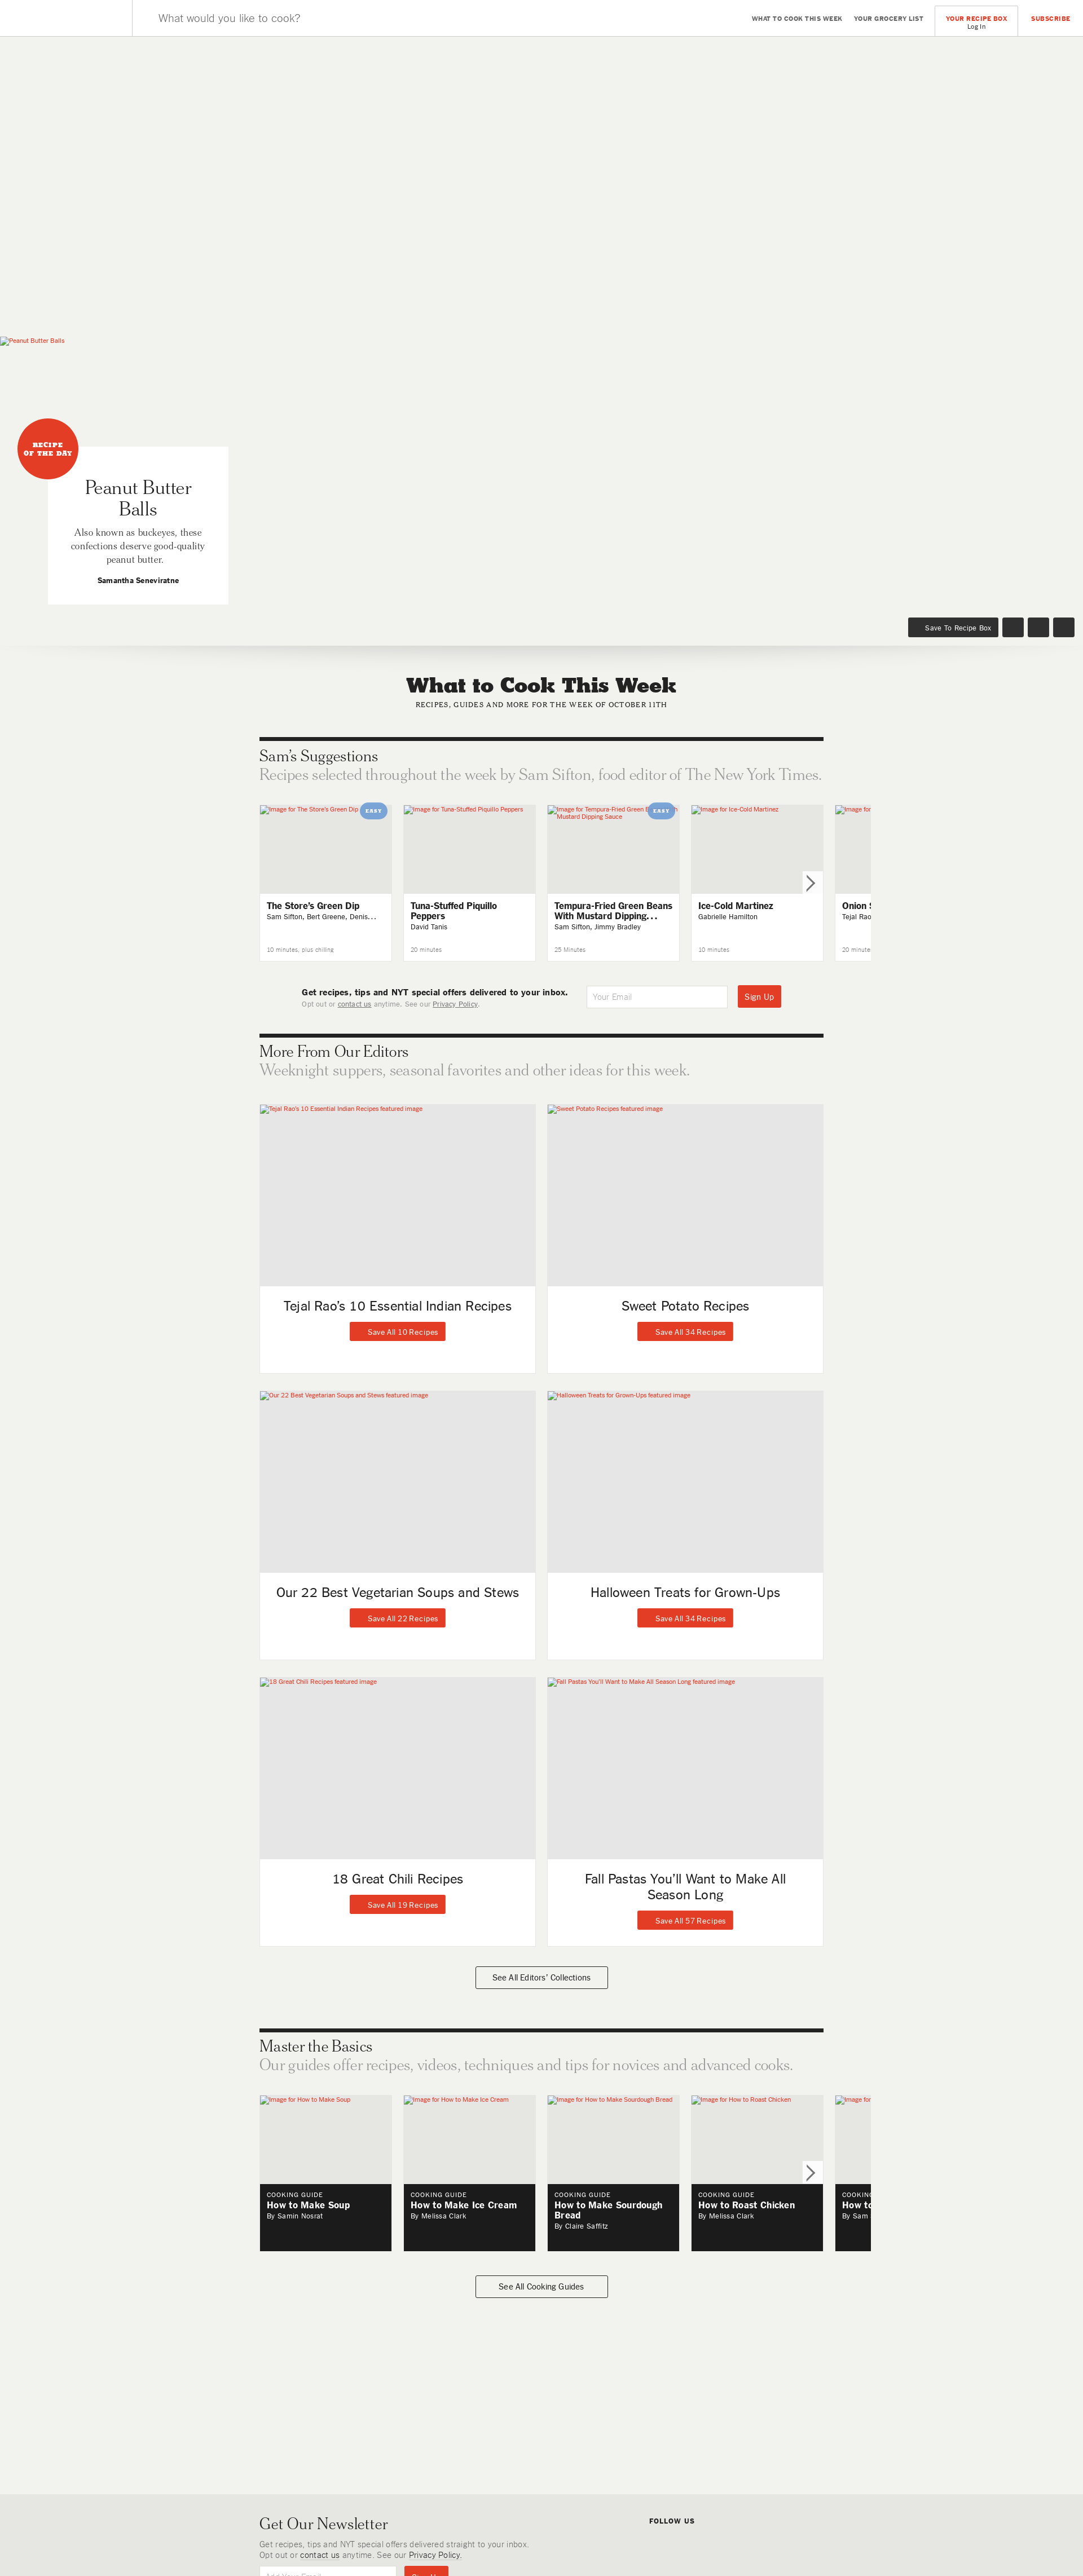 What would you like to cook?
WHAT TO COOK THIS WEEK
YOUR GROCERY LIST
YOUR RECIPE BOX
Log In
SUBSCRIBE
Peanut Butter Balls
RECIPE
OF THE DAY
Peanut Butter
Balls
Also known as buckeyes, these
confections deserve good-quality
peanut butter.
Samantha Seneviratne
Save To Recipe Box
What to Cook This Week
RECIPES, GUIDES AND MORE FOR THE WEEK OF OCTOBER 11TH
Sam's Suggestions
Recipes selected throughout the week by Sam Sifton, food editor of The New York Times.
Image for The Store's Green Dip
EASY
The Store's Green Dip
Sam Sifton, Bert Greene, Denis...
10 minutes, plus chilling
Image for Tuna-Stuffed Piquillo Peppers
Tuna-Stuffed Piquillo
Peppers
David Tanis
20 minutes
Image for Tempura-Fried Green
Mustard Dipping Sauce
EASY
Tempura-Fried Green Beans
With Mustard Dipping...
Sam Sifton, Jimmy Bradley
25 Minutes
Image for Ice-Cold Martinez
Ice-Cold Martinez
Gabrielle Hamilton
10 minutes
Image for
Onion
Tejal Rao
20 minute
Get recipes, tips and NYT special offers delivered to your inbox.
Opt out or contact us anytime. See our Privacy Policy.
Your Email
Sign Up
More From Our Editors
Weeknight suppers, seasonal favorites and other ideas for this week.
Tejal Rao's 10 Essential Indian Recipes featured image
Tejal Rao's 10 Essential Indian Recipes
Save All 10 Recipes
Sweet Potato Recipes featured image
Sweet Potato Recipes
Save All 34 Recipes
Our 22 Best Vegetarian Soups and Stews featured image
Our 22 Best Vegetarian Soups and Stews
Save All 22 Recipes
Halloween Treats for Grown-Ups featured image
Halloween Treats for Grown-Ups
Save All 34 Recipes
18 Great Chili Recipes featured image
18 Great Chili Recipes
Save All 19 Recipes
Fall Pastas You'll Want to Make All Season Long featured image
Fall Pastas You'll Want to Make All
Season Long
Save All 57 Recipes
See All Editors' Collections
Master the Basics
Our guides offer recipes, videos, techniques and tips for novices and advanced cooks.
Image for How to Make Soup
COOKING GUIDE
How to Make Soup
By Samin Nosrat
Image for How to Make Ice Cream
COOKING GUIDE
How to Make Ice Cream
By Melissa Clark
Image for How to Make Sourdough Bread
COOKING GUIDE
How to Make Sourdough
Bread
By Claire Saffitz
Image for How to Roast Chicken
COOKING GUIDE
How to Roast Chicken
By Melissa Clark
Image for
COOKING
How to
By Sam
See All Cooking Guides
Get Our Newsletter
Get recipes, tips and NYT special offers delivered straight to your inbox.
Opt out or contact us anytime. See our Privacy Policy.
FOLLOW US